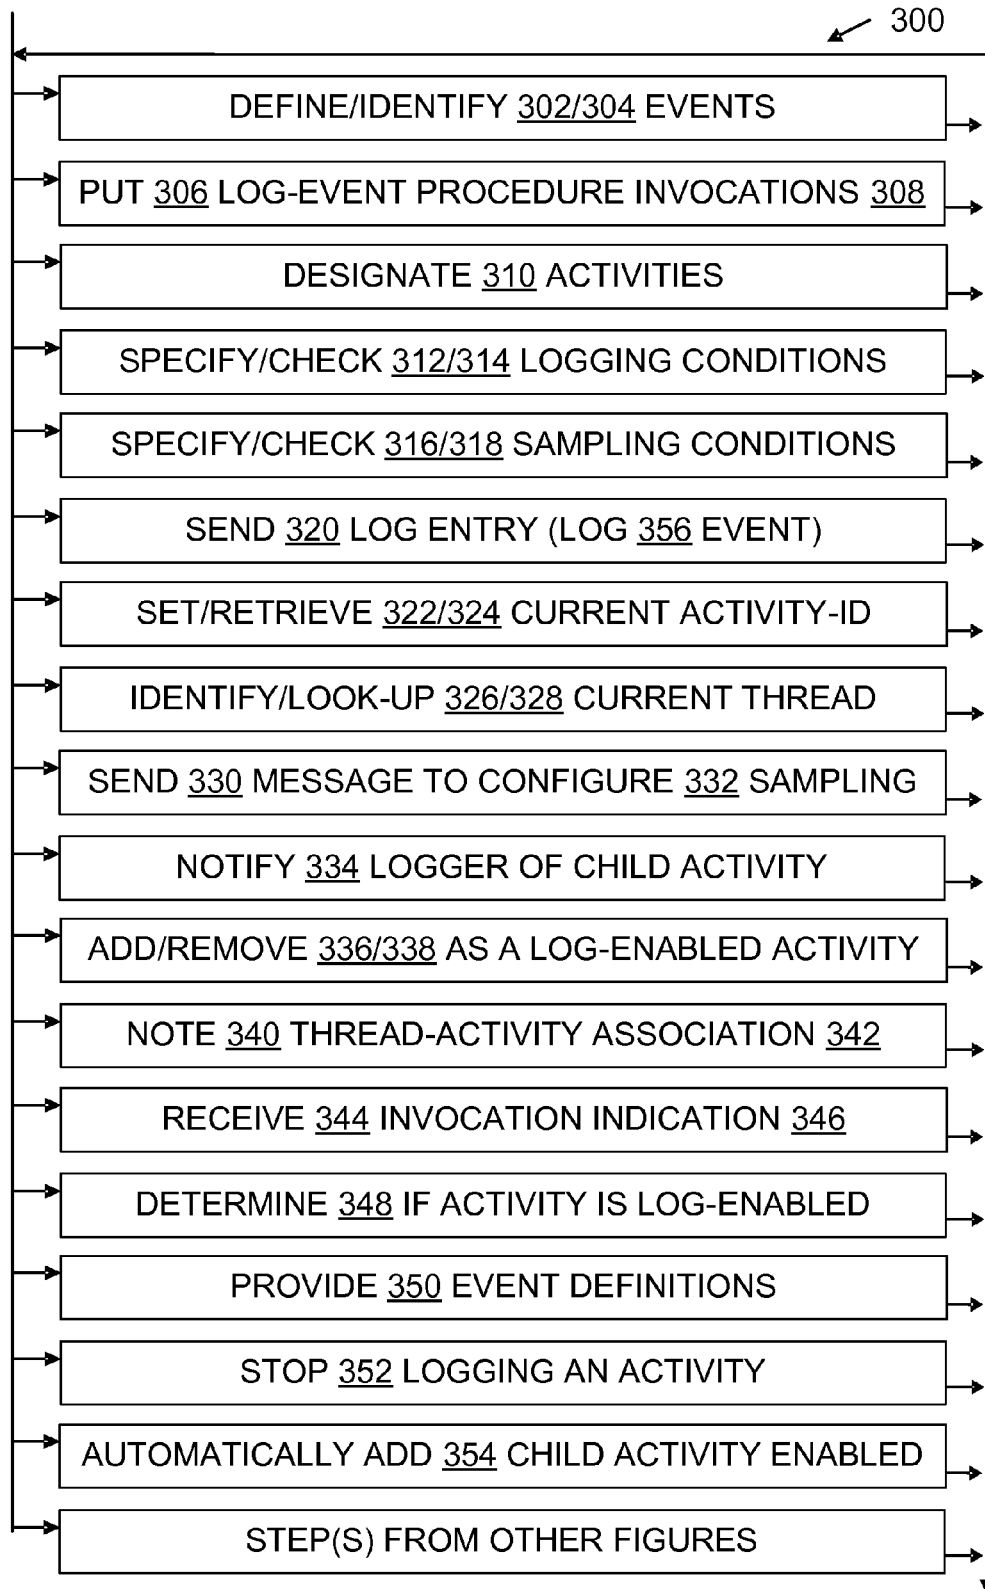 300
DEFINE/IDENTIFY 302/304 EVENTS
PUT 306 LOG-EVENT PROCEDURE INVOCATIONS 308
DESIGNATE 310 ACTIVITIES
SPECIFY/CHECK 312/314 LOGGING CONDITIONS
SPECIFY/CHECK 316/318 SAMPLING CONDITIONS
SEND 320 LOG ENTRY (LOG 356 EVENT)
SET/RETRIEVE 322/324 CURRENT ACTIVITY-ID
IDENTIFY/LOOK-UP 326/328 CURRENT THREAD
SEND 330 MESSAGE TO CONFIGURE 332 SAMPLING
NOTIFY 334 LOGGER OF CHILD ACTIVITY
ADD/REMOVE 336/338 AS A LOG-ENABLED ACTIVITY
NOTE 340 THREAD-ACTIVITY ASSOCIATION 342
RECEIVE 344 INVOCATION INDICATION 346
DETERMINE 348 IF ACTIVITY IS LOG-ENABLED
PROVIDE 350 EVENT DEFINITIONS
STOP 352 LOGGING AN ACTIVITY
AUTOMATICALLY ADD 354 CHILD ACTIVITY ENABLED
STEP(S) FROM OTHER FIGURES